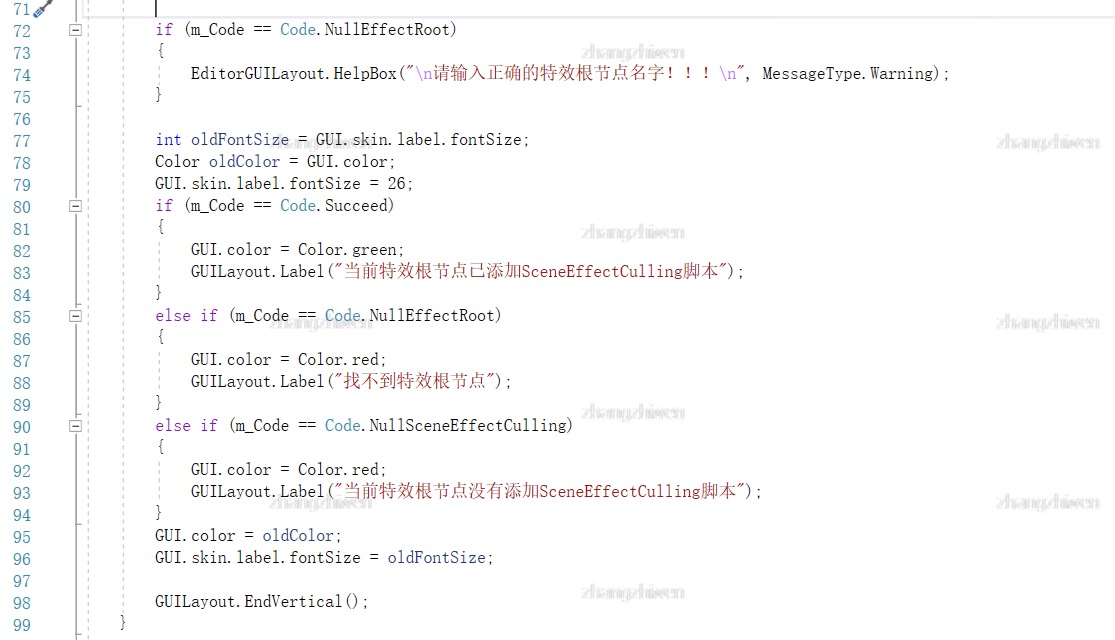 71
72 if (m_Code == Code.NullEffectRoot)
73 {
74 EditorGUILayout.HelpBox("\n请输入正确的特效根节点名字！！！\n", MessageType.Warning);
75 }
76
77 int oldFontSize = GUI.skin.label.fontSize;
78 Color oldColor = GUI.color;
79 GUI.skin.label.fontSize = 26;
80 if (m_Code == Code.Succeed)
81 {
82 GUI.color = Color.green;
83 GUILayout.Label("当前特效根节点已添加SceneEffectCulling脚本");
84 }
85 else if (m_Code == Code.NullEffectRoot)
86 {
87 GUI.color = Color.red;
88 GUILayout.Label("找不到特效根节点");
89 }
90 else if (m_Code == Code.NullSceneEffectCulling)
91 {
92 GUI.color = Color.red;
93 GUILayout.Label("当前特效根节点没有添加SceneEffectCulling脚本");
94 }
95 GUI.color = oldColor;
96 GUI.skin.label.fontSize = oldFontSize;
97
98 GUILayout.EndVertical();
99 }